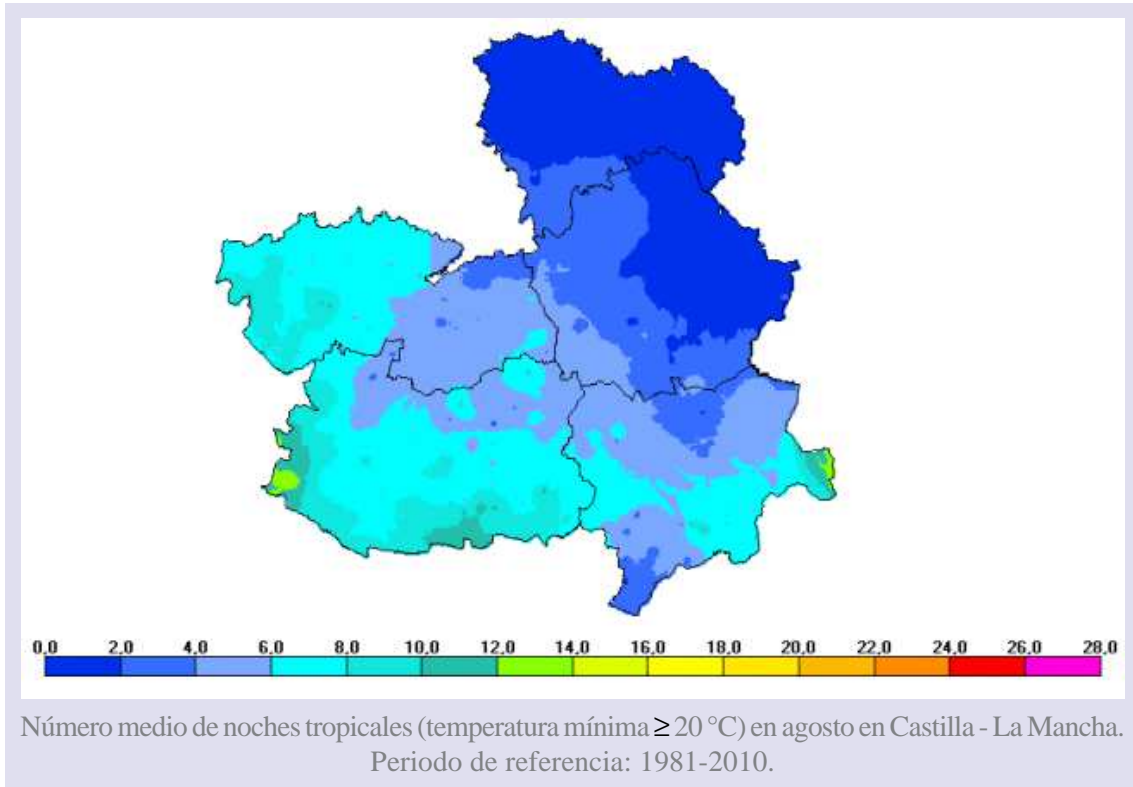 0,0 2,0 4,0 6,0 8,0 10,0 12,0 14,0 16,0 18,0 20,0 22,0 24,0 26,0 28,0
Número medio de noches tropicales (temperatura mínima ≥ 20 °C) en agosto en Castilla - La Mancha.
Periodo de referencia: 1981-2010.